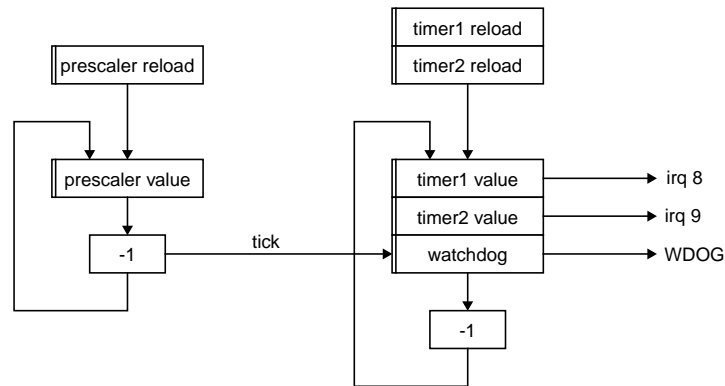 timer1 reload
prescaler reload
timer2 reload
prescaler value
timer1 value
irq 8
timer2 value
irq 9
-1
tick
watchdog
WDOG
-1